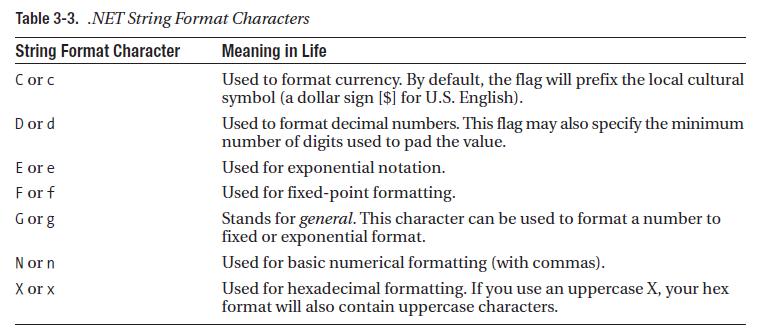 Table 3-3. .NET String Format Characters
String Format Character Meaning in Life
C or c Used to format currency. By default, the flag will prefix the local cultural
symbol (a dollar sign [$] for U.S. English).
D or d Used to format decimal numbers. This flag may also specify the minimum
number of digits used to pad the value.
E or e Used for exponential notation.
F or f Used for fixed-point formatting.
G or g Stands for general. This character can be used to format a number to
fixed or exponential format.
N or n Used for basic numerical formatting (with commas).
X or x Used for hexadecimal formatting. If you use an uppercase X, your hex
format will also contain uppercase characters.